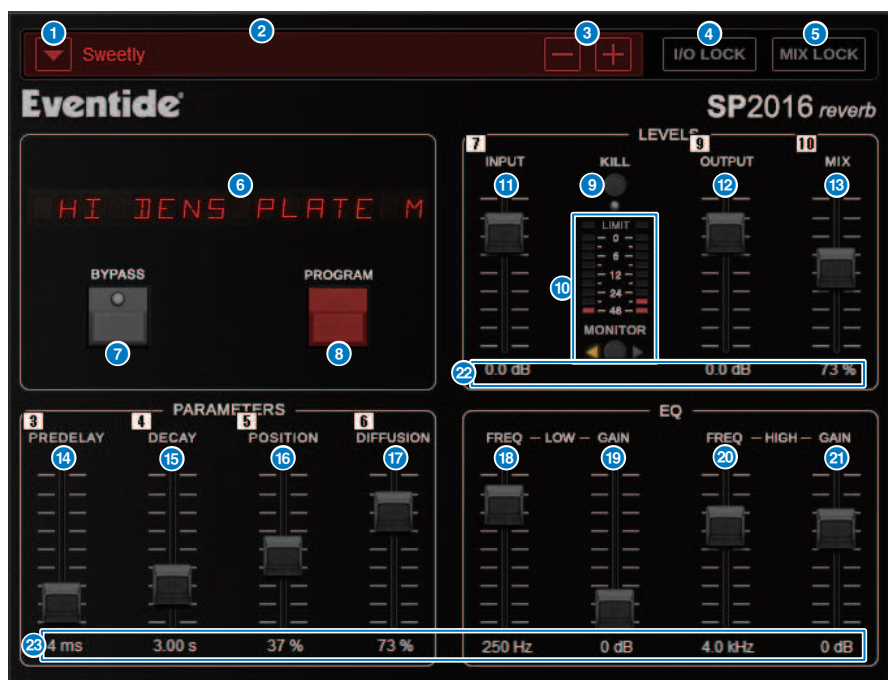 1 2 3 4 5
Sweetly − + I/O LOCK MIX LOCK
Eventide® SP2016 reverb
LEVELS
7 9 10
INPUT KILL OUTPUT MIX
11 9 12 13
6
HI DENS PLATE M
LIMIT
0
6
12
24
48
10
MONITOR
BYPASS PROGRAM
7 8
22
0.0 dB 0.0 dB 73 %
PARAMETERS
3 4 5 6
PREDELAY DECAY POSITION DIFFUSION
14 15 16 17
EQ
FREQ – LOW – GAIN FREQ – HIGH – GAIN
18 19 20 21
23
4 ms 3.00 s 37 % 73 % 250 Hz 0 dB 4.0 kHz 0 dB